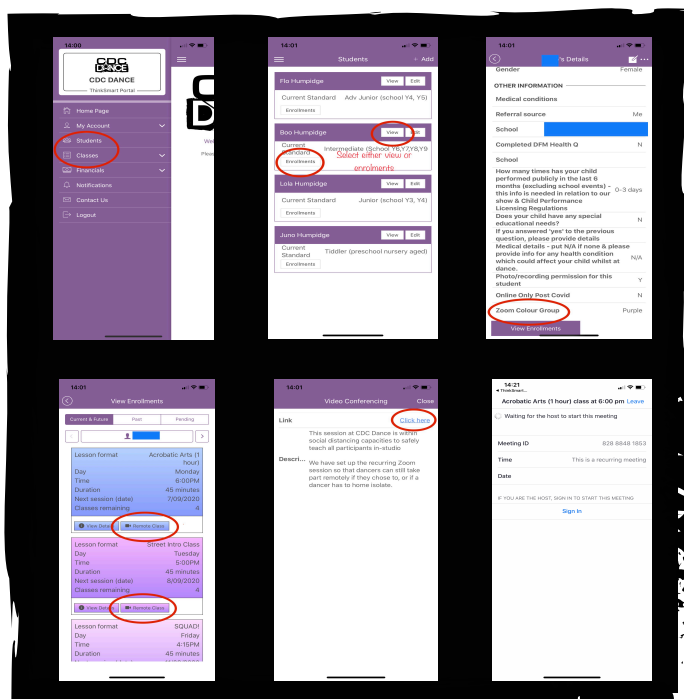 14:00
CDC
DANCE
CDC DANCE
ThinkSmart Portal
Home Page
My Account
Students
Classes
Financials
Notifications
Contact Us
Logout
D
Wel
Pleas
14:01
Students
+ Add
Flo Humpidge View Edit
Current Standard Adv Junior (school Y4, Y5)
Enrollments
Boo Humpidge View Edit
Current Standard Intermediate (School Y6,Y7,Y8,Y9
Enrollments
Select either view or
enrolments
Lola Humpidge View Edit
Current Standard Junior (school Y3, Y4)
Enrollments
Juno Humpidge View Edit
Current Standard Tiddler (preschool nursery aged)
Enrollments
14:01
's Details
Gender Female
OTHER INFORMATION
Medical conditions
Referral source Me
School
Completed DFM Health Q N
School
How many times has your child
performed publicly in the last 6
months (excluding school events) -
this info is needed in relation to our
show & Child Performance
Licensing Regulations
0-3 days
Does your child have any special
educational needs? N
If you answered 'yes' to the previous
question, please provide details
Medical details - put N/A if none & please
provide info for any health condition
which could affect your child whilst at
dance.
N/A
Photo/recording permission for this
student Y
Online Only Post Covid N
Zoom Colour Group Purple
View Enrollments
14:01
View Enrollments
Current & Future Past Pending
Lesson format Acrobatic Arts (1
hour)
Day Monday
Time 6:00PM
Duration 45 minutes
Next session (date) 7/09/2020
Classes remaining 4
View Details Remote Class
Lesson format Street Intro Class
Day Tuesday
Time 5:00PM
Duration 45 minutes
Next session (date) 8/09/2020
Classes remaining 4
View Details Remote Class
Lesson format SQUAD!
Day Friday
Time 4:15PM
Duration 45 minutes
14:01
Video Conferencing Close
Link Click here
This session at CDC Dance is within
social distancing capacities to safely
teach all participants in-studio
Descri...
We have set up the recurring Zoom
session so that dancers can still take
part remotely if they chose to, or if a
dancer has to home isolate.
14:21
ThinkSmart...
Acrobatic Arts (1 hour) class at 6:00 pm Leave
Waiting for the host to start this meeting
Meeting ID 828 8848 1853
Time This is a recurring meeting
Date
IF YOU ARE THE HOST, SIGN IN TO START THIS MEETING
Sign In